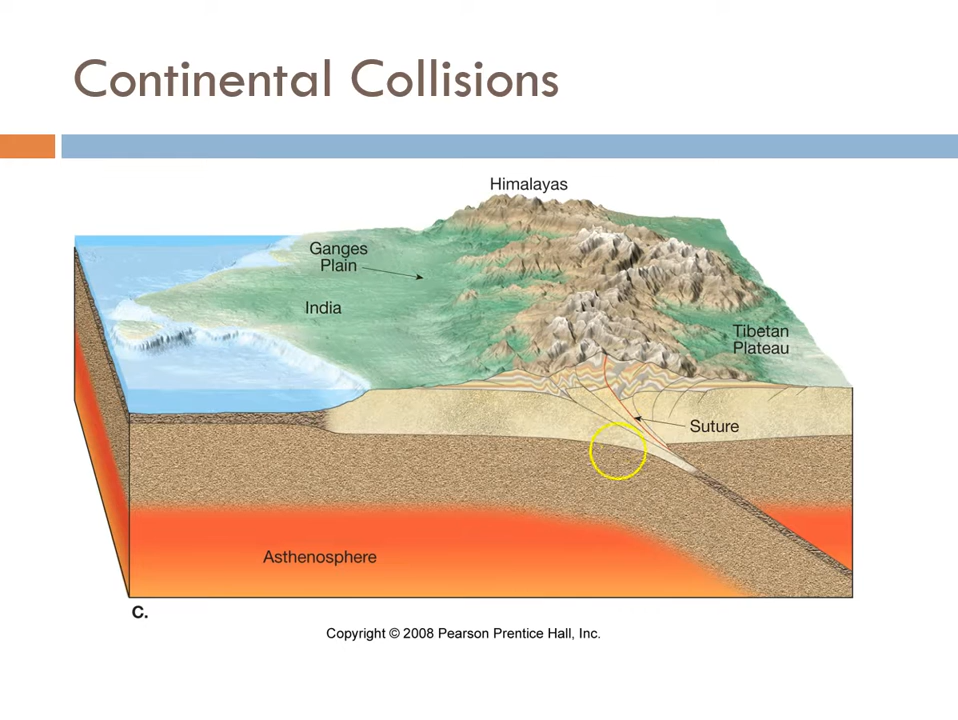 Continental Collisions
Himalayas
Ganges
Plain
India
Tibetan
Plateau
Suture
Asthenosphere
C.
Copyright © 2008 Pearson Prentice Hall, Inc.